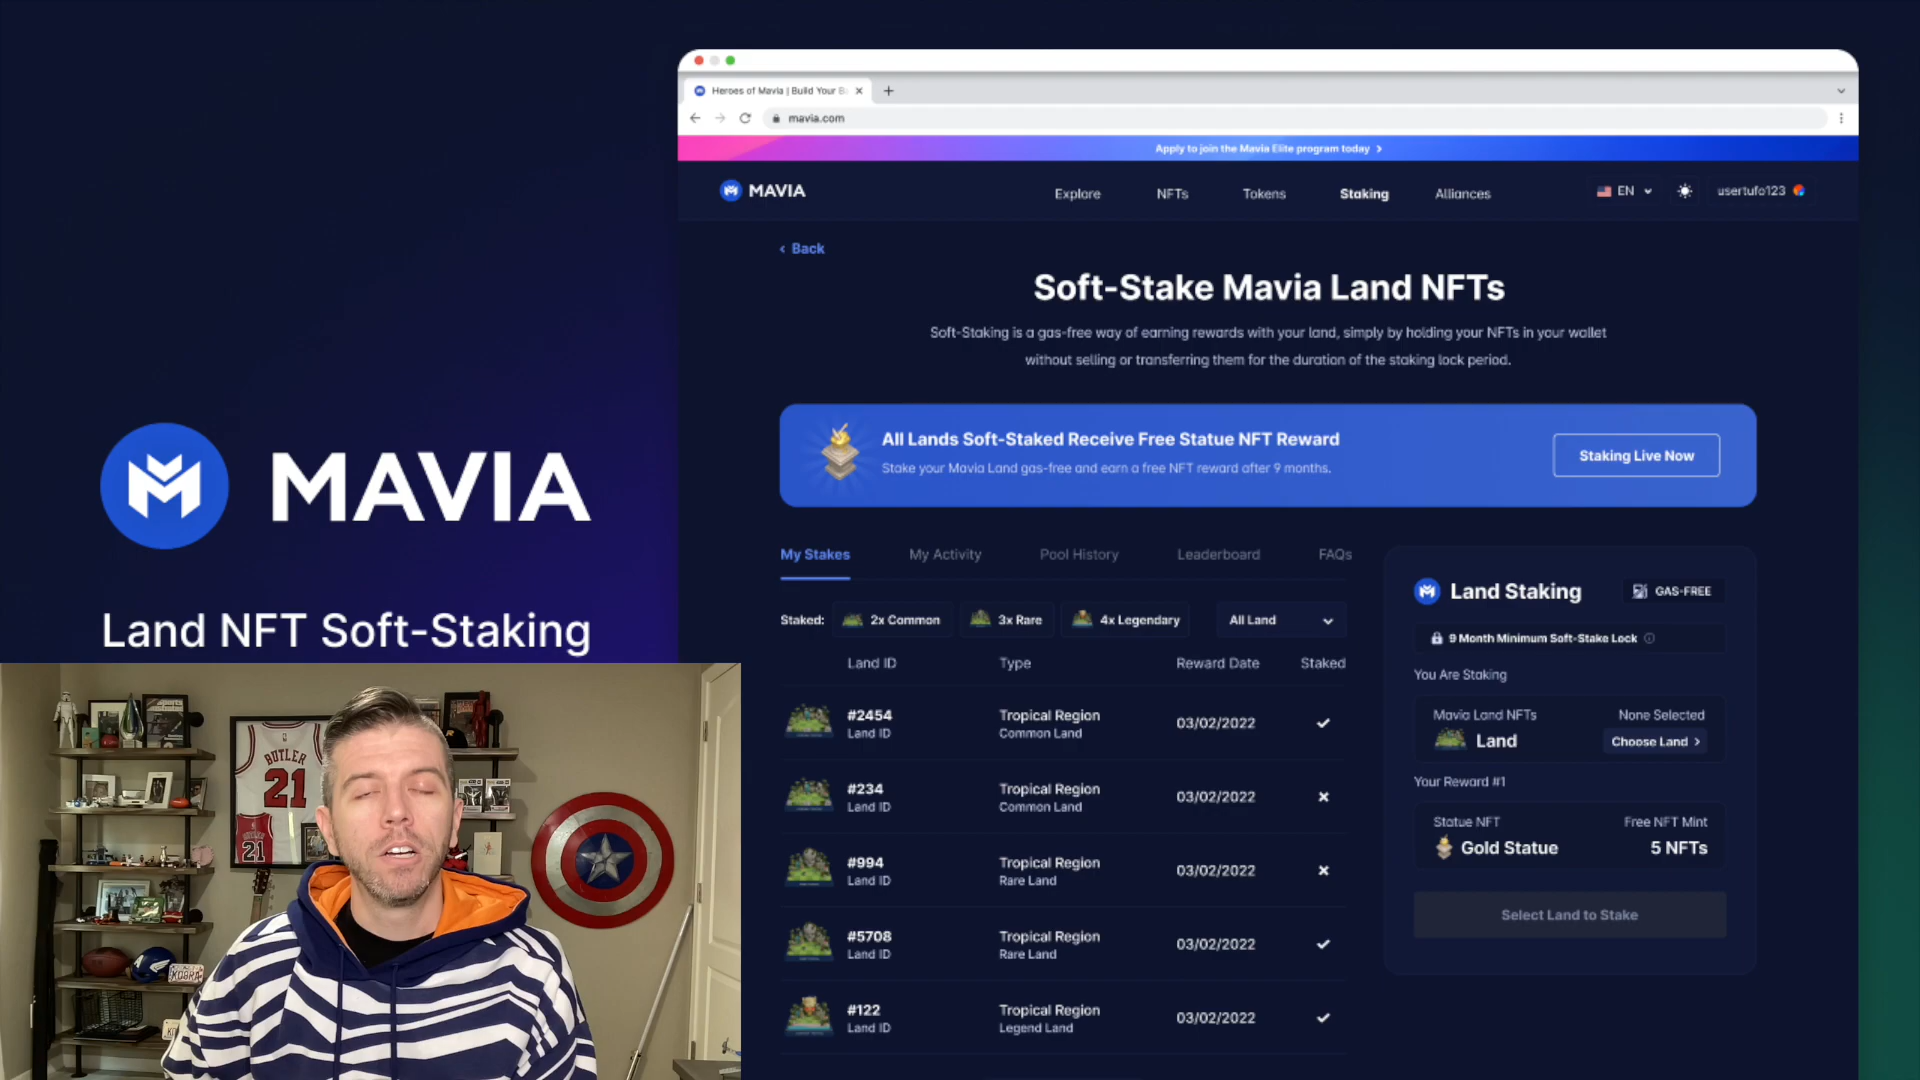 Heroes of Mavia | Build Your B
mavia.com
Apply to join the Mavia Elite program today >
MAVIA
Explore
NFTs
Tokens
Staking
Alliances
EN
usertufo123
< Back
Soft-Stake Mavia Land NFTs
Soft-Staking is a gas-free way of earning rewards with your land, simply by holding your NFTs in your wallet
without selling or transferring them for the duration of the staking lock period.
All Lands Soft-Staked Receive Free Statue NFT Reward
Stake your Mavia Land gas-free and earn a free NFT reward after 9 months.
Staking Live Now
MAVIA
Land NFT Soft-Staking
My Stakes
My Activity
Pool History
Leaderboard
FAQs
Staked:
2x Common
3x Rare
4x Legendary
All Land
Land ID
Type
Reward Date
Staked
#2454
Land ID
Tropical Region
Common Land
03/02/2022
#234
Land ID
Tropical Region
Common Land
03/02/2022
#994
Land ID
Tropical Region
Rare Land
03/02/2022
#5708
Land ID
Tropical Region
Rare Land
03/02/2022
#122
Land ID
Tropical Region
Legend Land
03/02/2022
Land Staking
GAS-FREE
9 Month Minimum Soft-Stake Lock
You Are Staking
Mavia Land NFTs
None Selected
Land
Choose Land >
Your Reward #1
Statue NFT
Free NFT Mint
Gold Statue
5 NFTs
Select Land to Stake
BUTLER
21
21